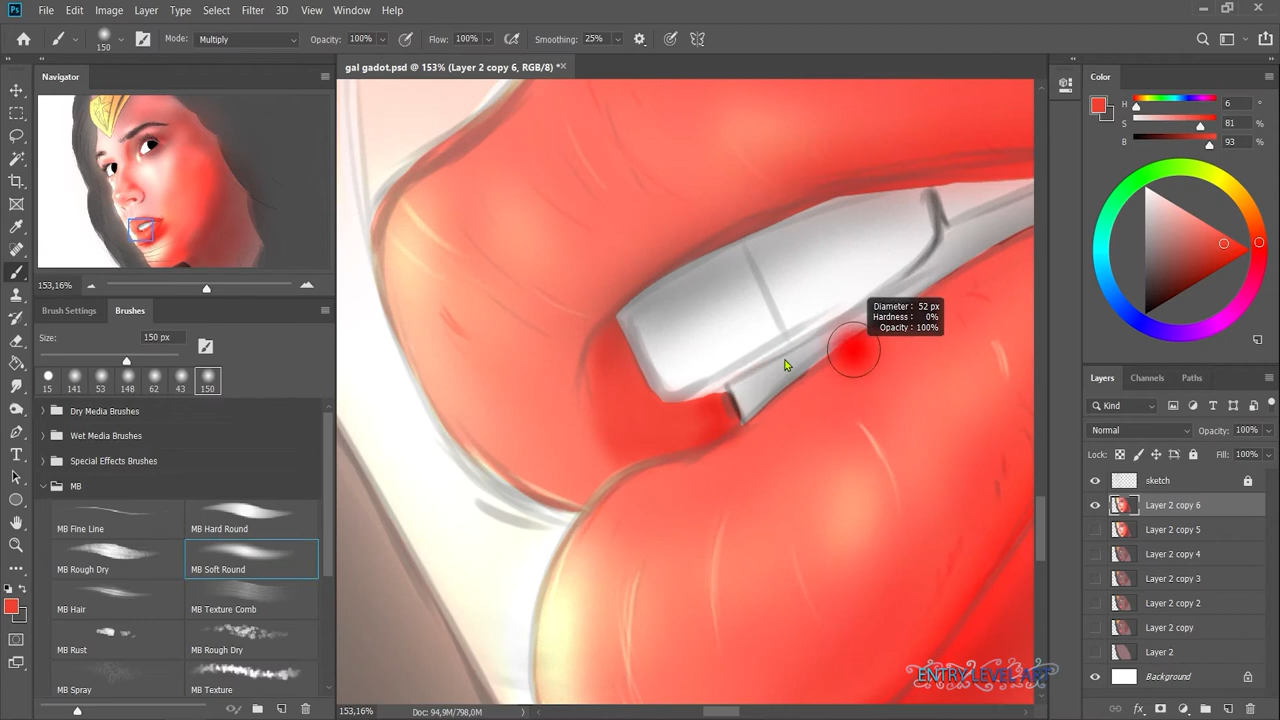 Ps File Edit Image Layer Type Select Filter 3D View Window Help
150 Mode: Multiply Opacity: 100% Flow: 100% Smoothing: 25%
Navigator
gal gadot.psd @ 153% (Layer 2 copy 6, RGB/8) *
153,16%
Brush Settings Brushes
Size: 150 px
15 141 53 148 62 43 150
Dry Media Brushes
Wet Media Brushes
Special Effects Brushes
MB
MB Fine Line MB Hard Round
MB Rough Dry MB Soft Round
MB Hair MB Texture Comb
MB Rust MB Rough Dry
MB Spray MB Texture
Diameter: 52 px
Hardness: 0%
Opacity: 100%
ENTRY LEVEL ART
153,16% Doc: 94,9M/798,0M
Color
H 6 °
S 81 %
B 93 %
Layers Channels Paths
Kind
Normal Opacity: 100%
Lock: Fill: 100%
sketch
Layer 2 copy 6
Layer 2 copy 5
Layer 2 copy 4
Layer 2 copy 3
Layer 2 copy 2
Layer 2 copy
Layer 2
Background
fx